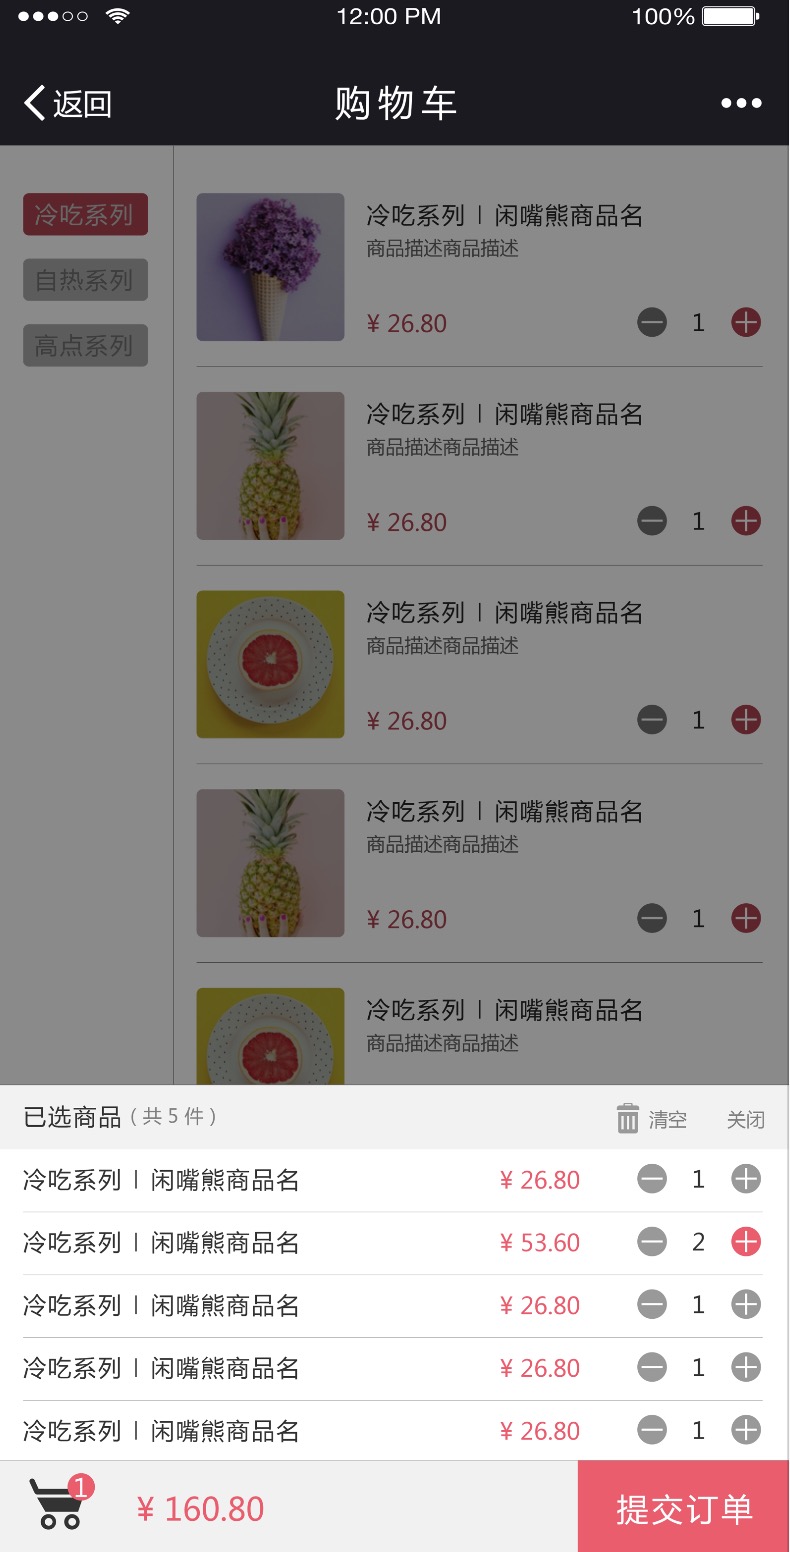 12:00 PM 100%
返回 购物车
冷吃系列
自热系列
高点系列
冷吃系列 | 闲嘴熊商品名
商品描述商品描述
¥ 26.80 1
冷吃系列 | 闲嘴熊商品名
商品描述商品描述
¥ 26.80 1
冷吃系列 | 闲嘴熊商品名
商品描述商品描述
¥ 26.80 1
冷吃系列 | 闲嘴熊商品名
商品描述商品描述
¥ 26.80 1
冷吃系列 | 闲嘴熊商品名
商品描述商品描述
已选商品 ( 共 5 件 ) 清空 关闭
冷吃系列 | 闲嘴熊商品名 ¥ 26.80 1
冷吃系列 | 闲嘴熊商品名 ¥ 53.60 2
冷吃系列 | 闲嘴熊商品名 ¥ 26.80 1
冷吃系列 | 闲嘴熊商品名 ¥ 26.80 1
冷吃系列 | 闲嘴熊商品名 ¥ 26.80 1
1 ¥ 160.80 提交订单